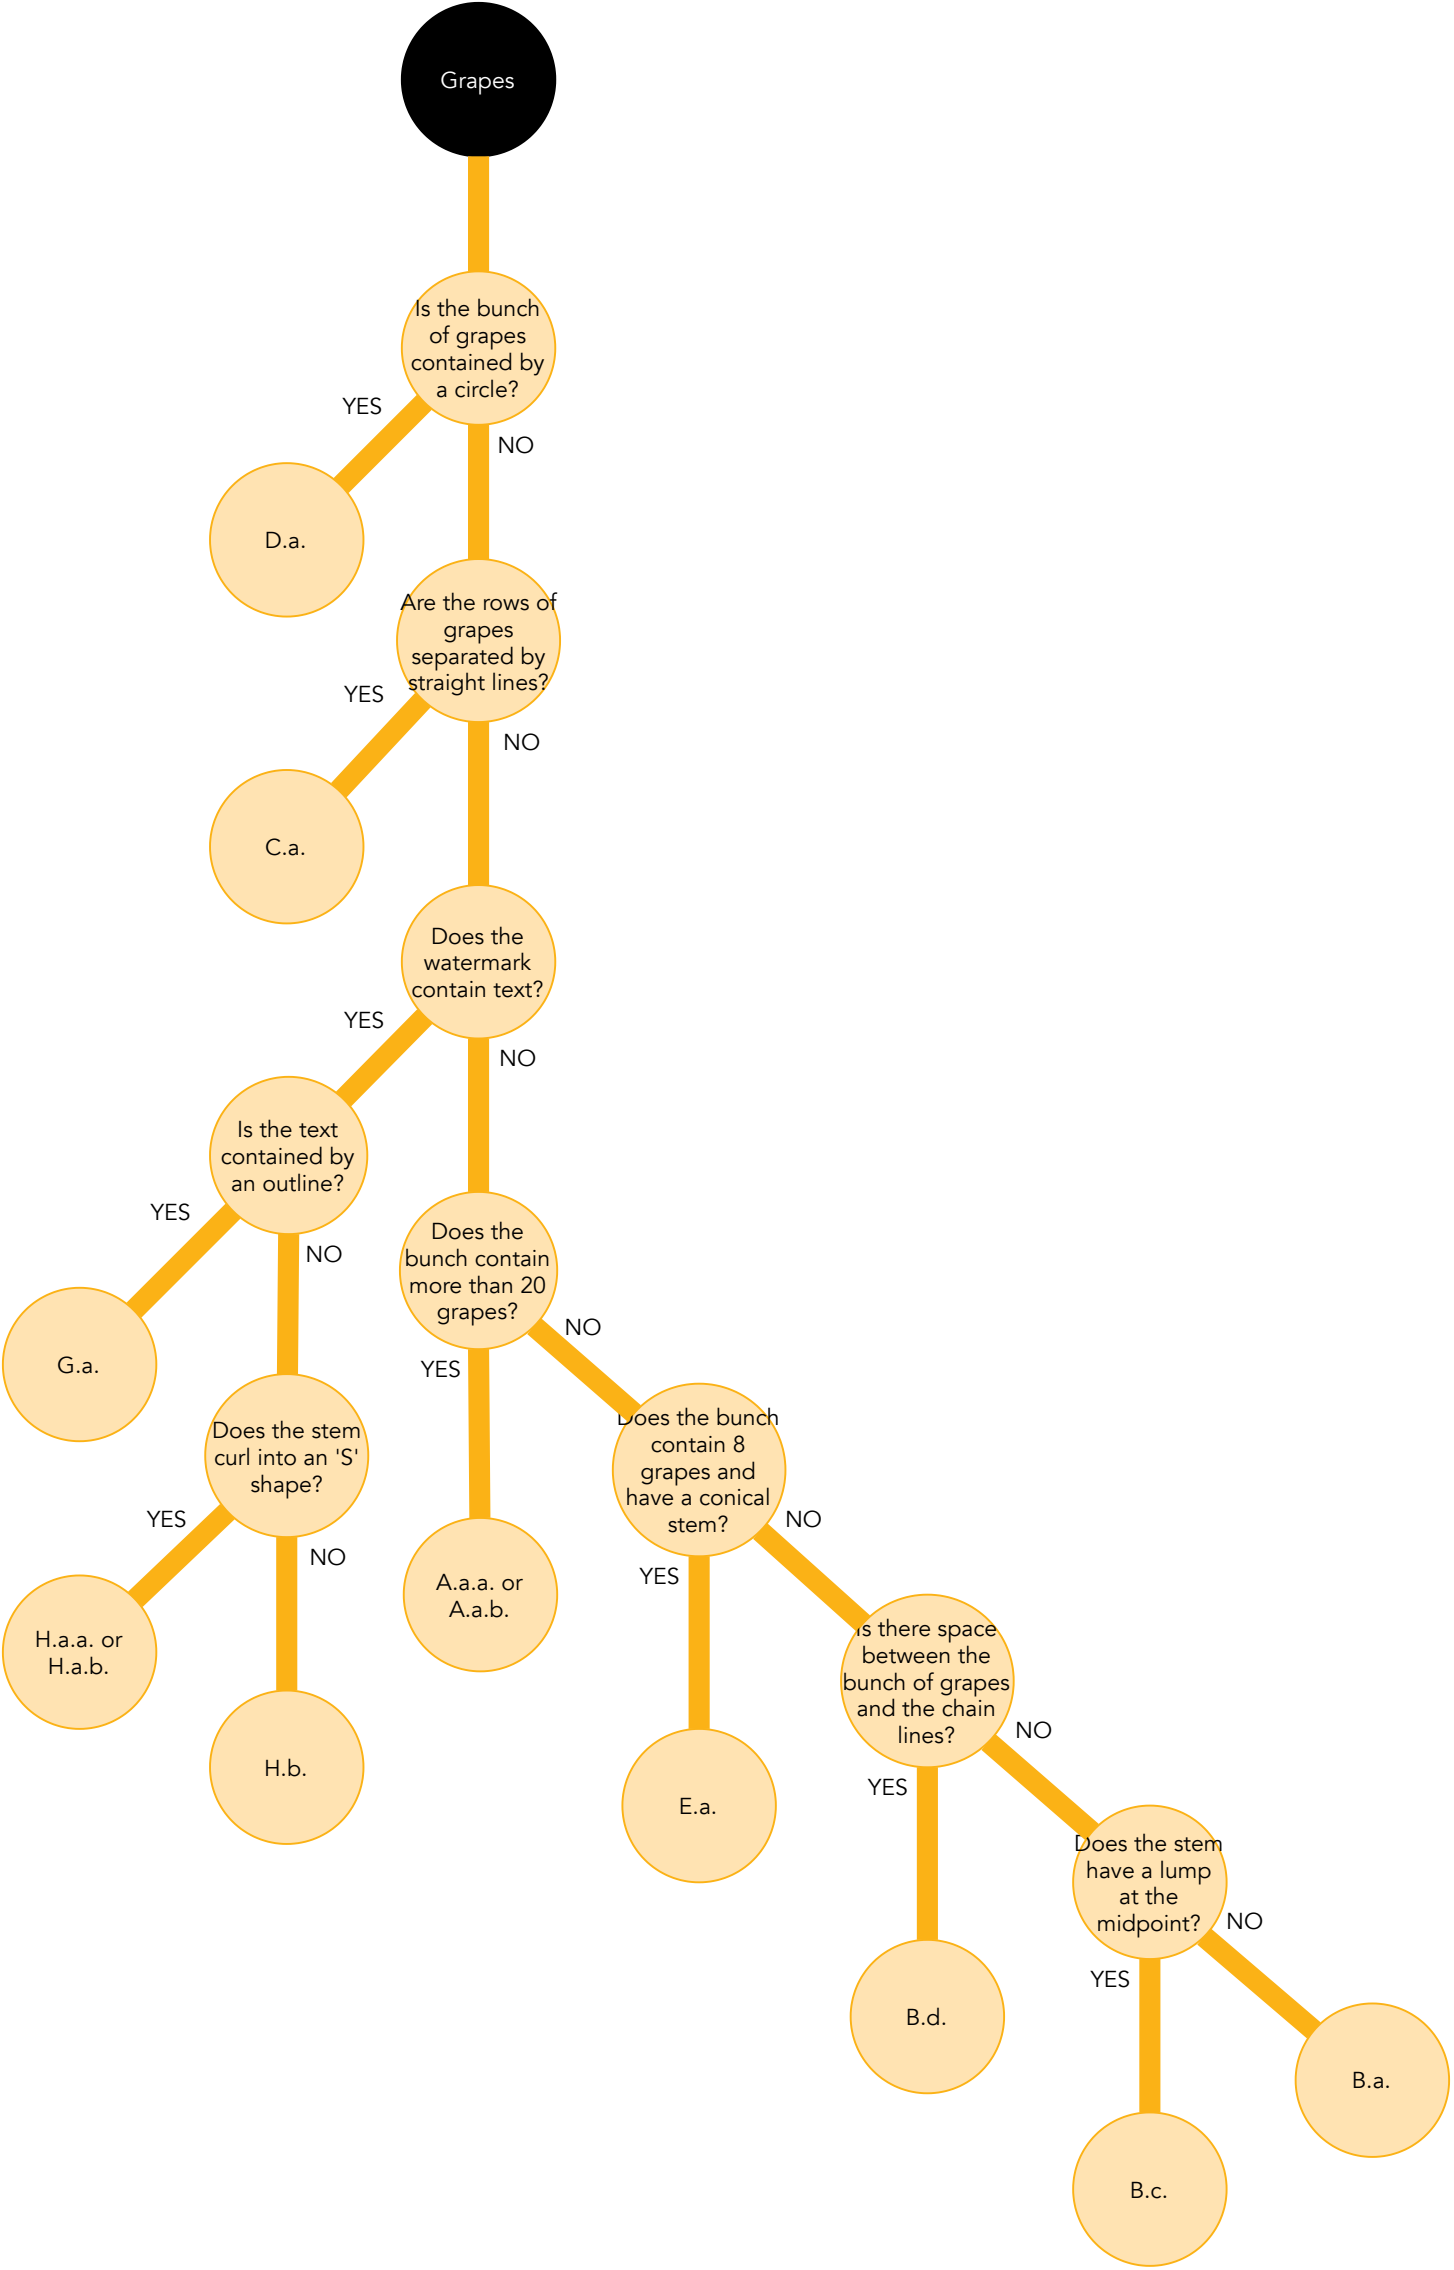 Grapes
Is the bunch
of grapes
contained by
a circle?
YES
NO
D.a.
Are the rows of
grapes
separated by
straight lines?
YES
NO
C.a.
Does the
watermark
contain text?
YES
NO
Is the text
contained by
an outline?
YES
NO
G.a.
Does the stem
curl into an 'S'
shape?
YES
NO
H.a.a. or
H.a.b.
H.b.
Does the
bunch contain
more than 20
grapes?
NO
YES
A.a.a. or
A.a.b.
Does the bunch
contain 8
grapes and
have a conical
stem?
NO
YES
E.a.
Is there space
between the
bunch of grapes
and the chain
lines?
NO
YES
B.d.
Does the stem
have a lump
at the
midpoint?
NO
YES
B.a.
B.c.